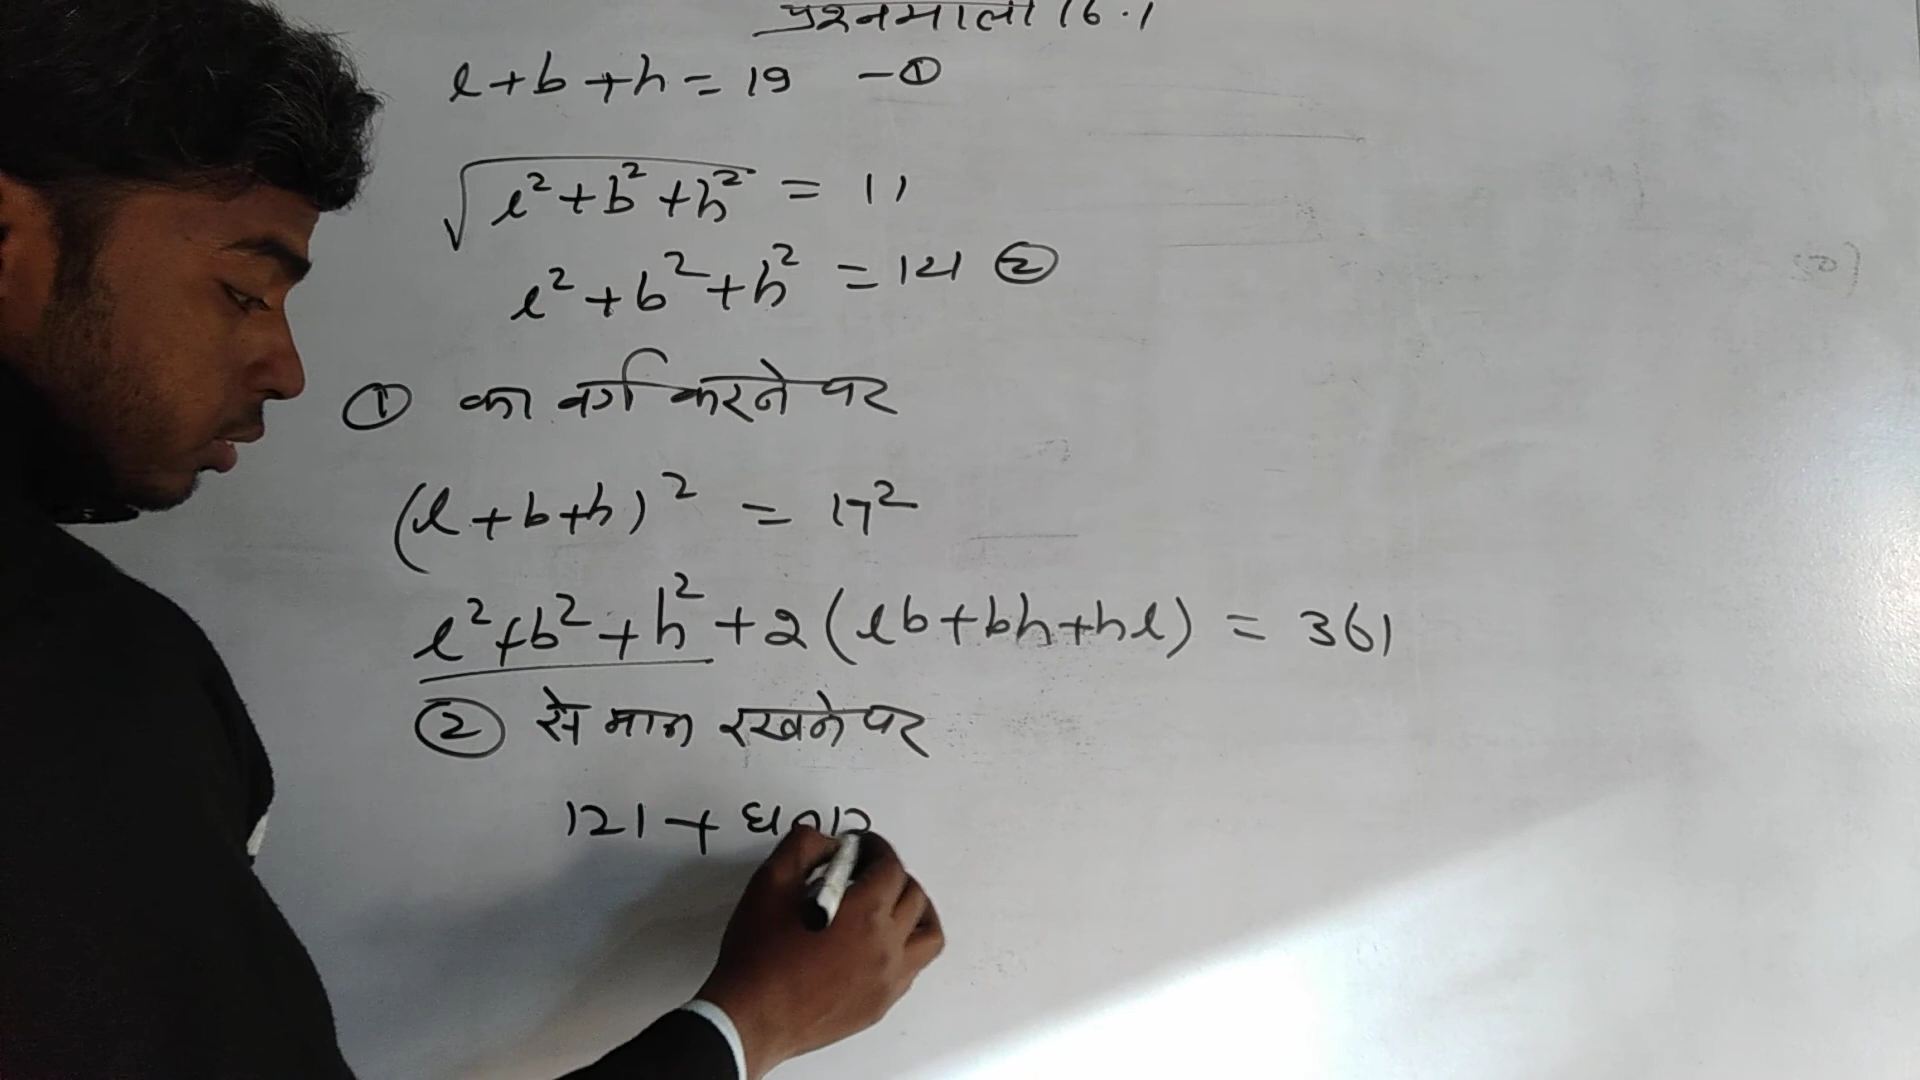 प्रश्नमाला 16.1
l + b + h = 19 - ①
√l² + b² + h² = 11
l² + b² + h² = 121 ②
① का वर्ग करने पर
(l + b + h)² = 19²
l² + b² + h² + 2(lb + bh + hl) = 361
② से मान रखने पर
121 +